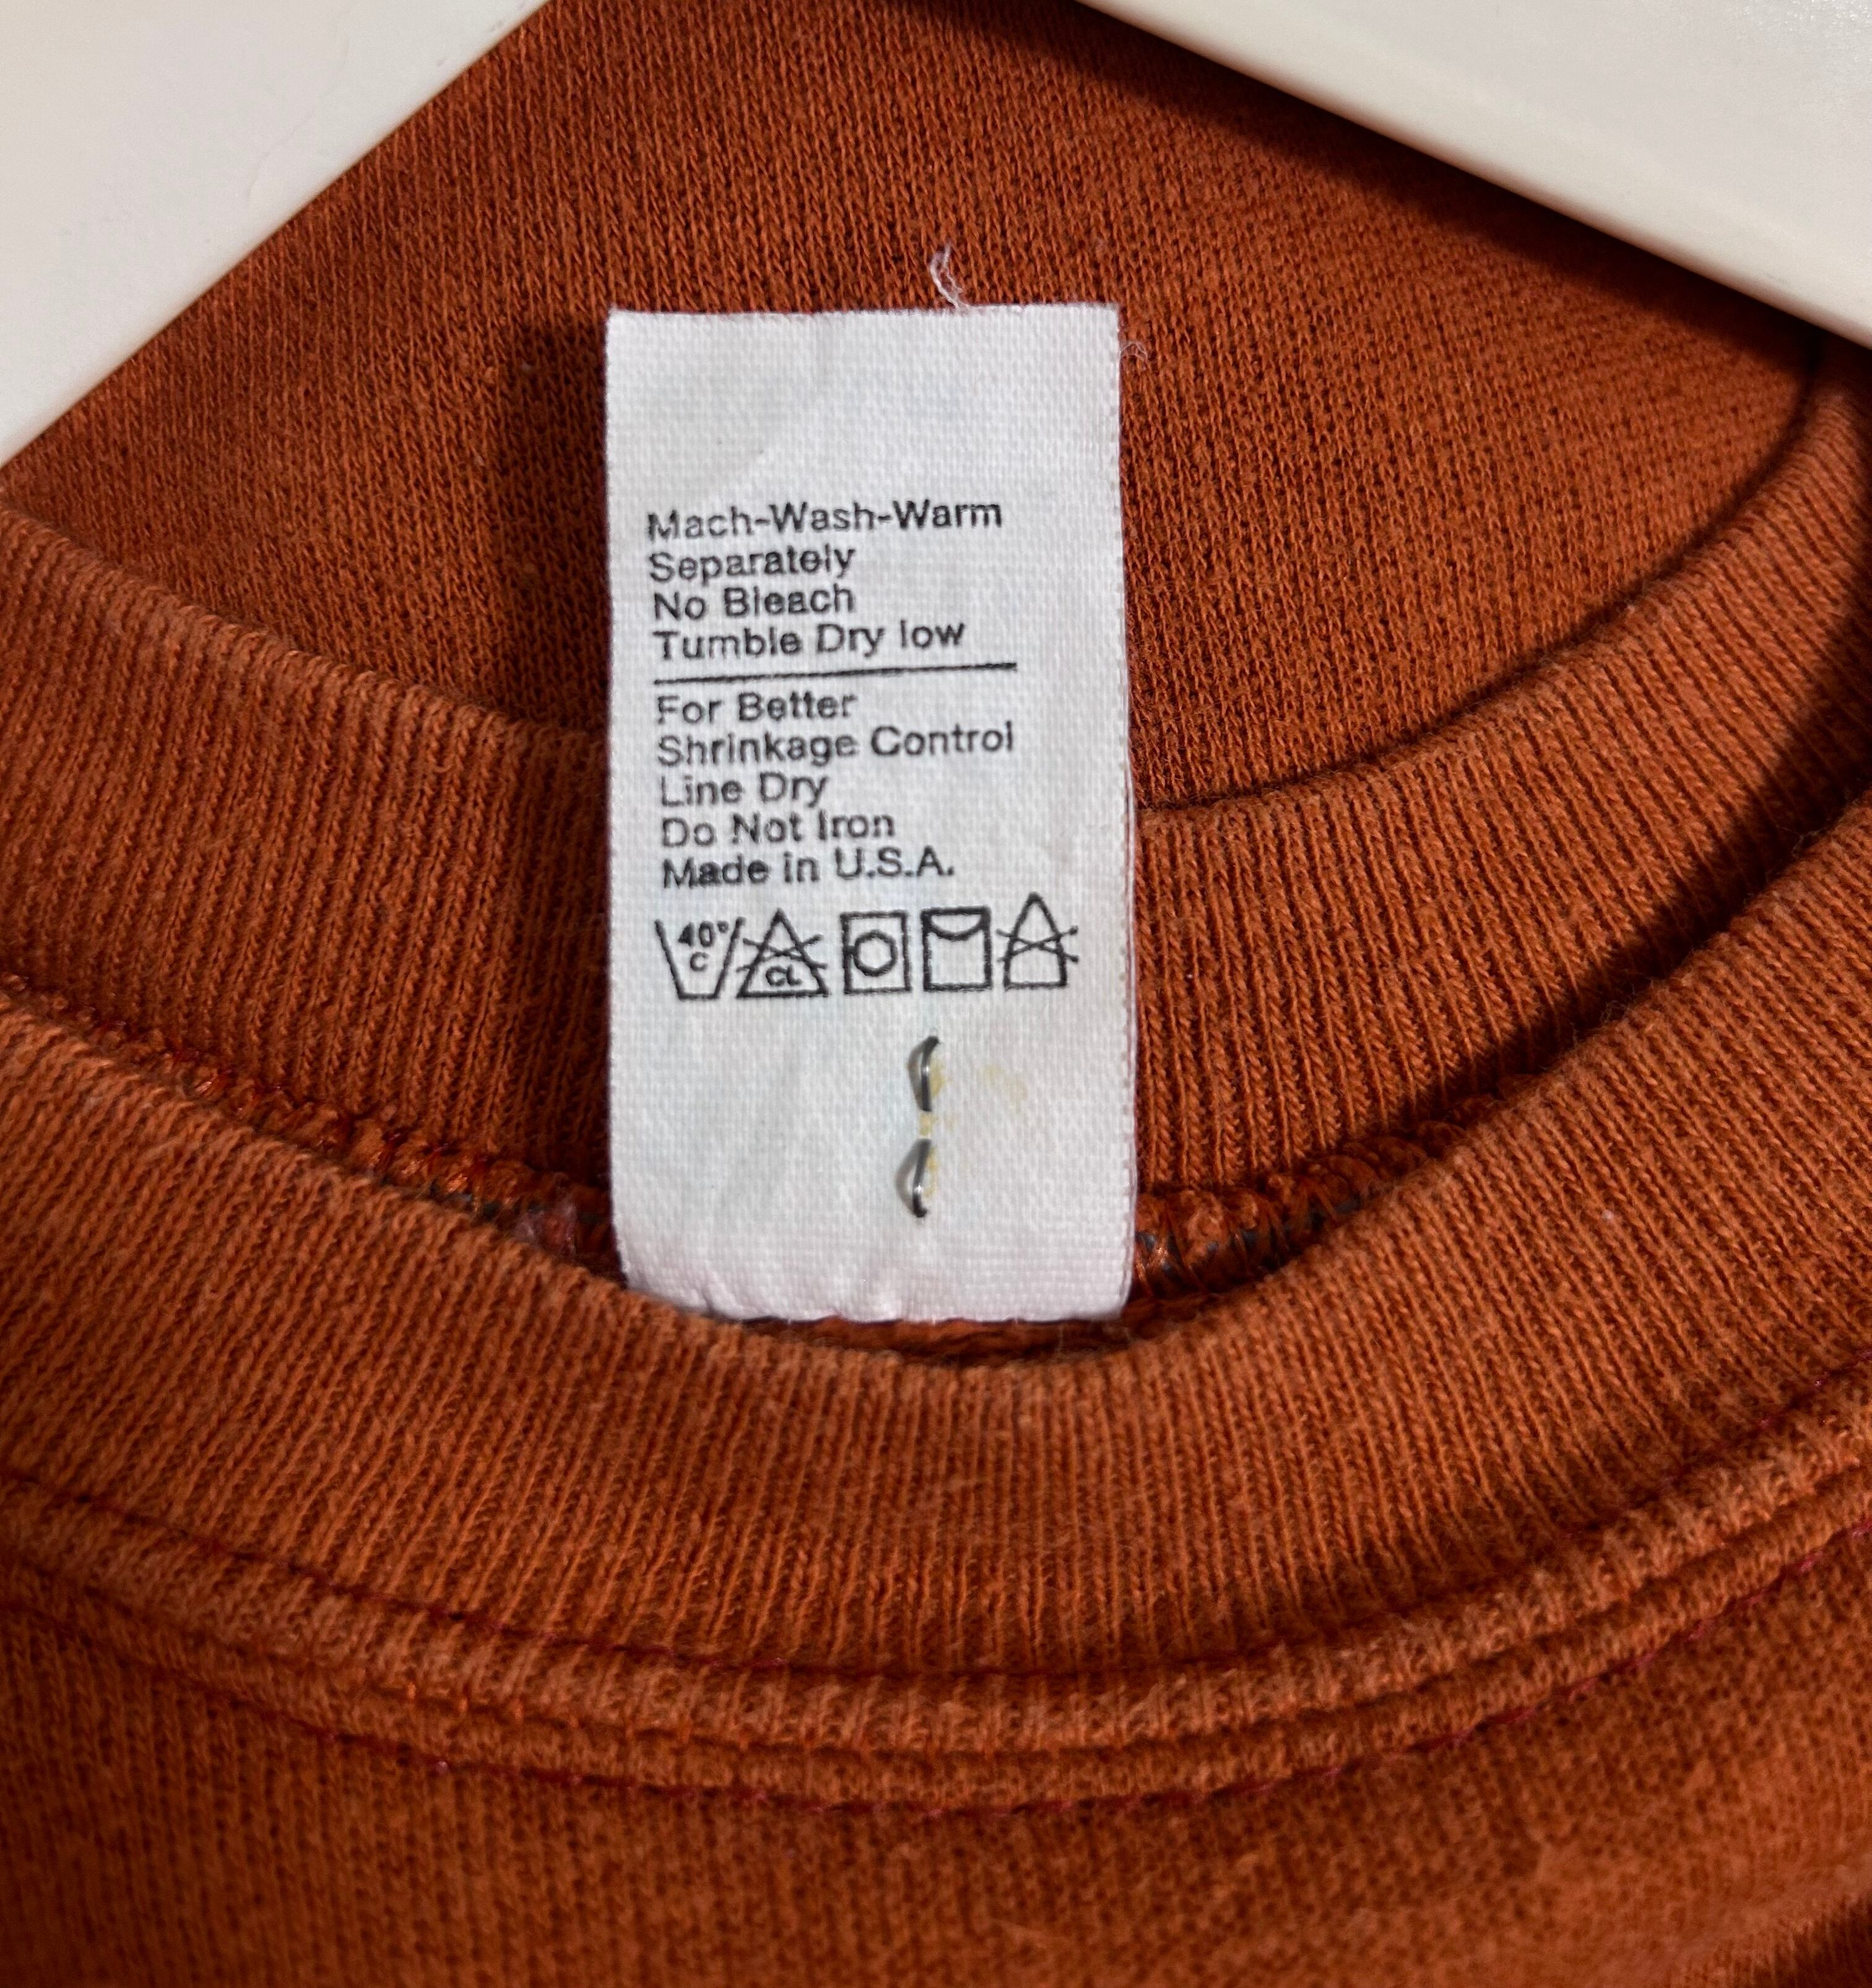 Mach-Wash-Warm
Separately
No Bleach
Tumble Dry low
For Better
Shrinkage Control
Line Dry
Do Not Iron
Made in U.S.A.
40°C CL